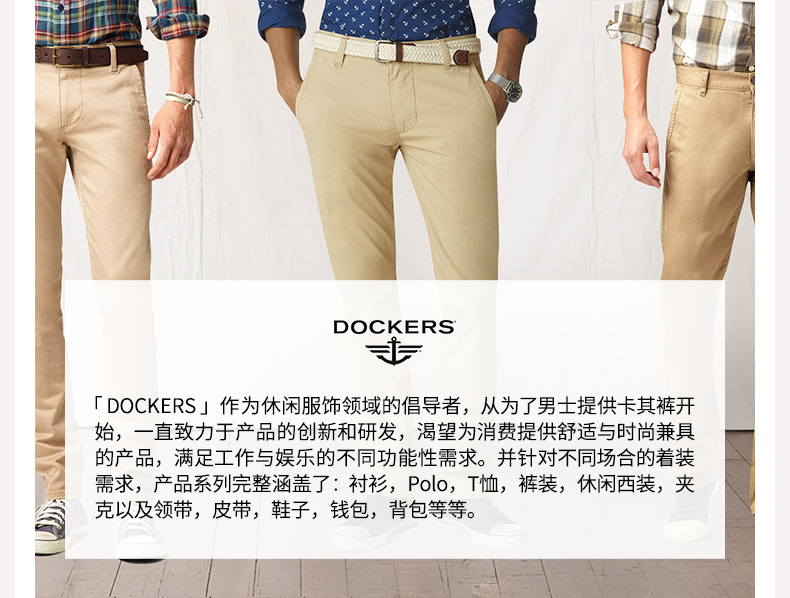 DOCKERS
「DOCKERS」作为休闲服饰领域的倡导者，从为了男士提供卡其裤开
始，一直致力于产品的创新和研发，渴望为消费提供舒适与时尚兼具
的产品，满足工作与娱乐的不同功能性需求。并针对不同场合的着装
需求，产品系列完整涵盖了：衬衫，Polo，T恤，裤装，休闲西装，夹
克以及领带，皮带，鞋子，钱包，背包等等。